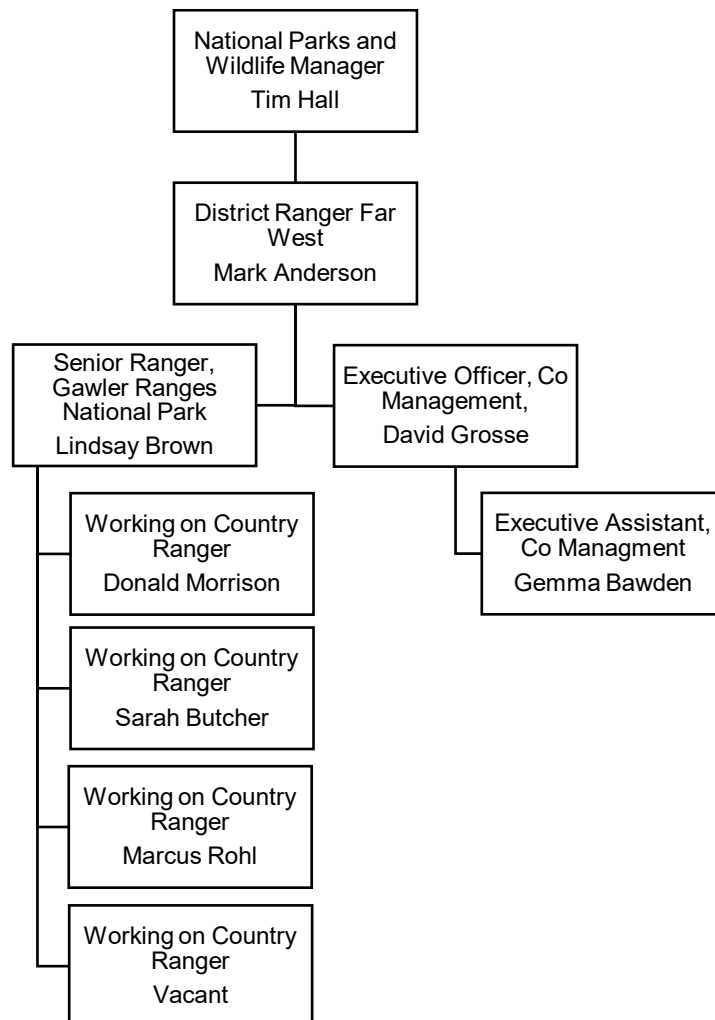 National Parks and
Wildlife Manager
Tim Hall
District Ranger Far
West
Mark Anderson
Senior Ranger,
Gawler Ranges
National Park
Lindsay Brown
Executive Officer, Co
Management,
David Grosse
Working on Country
Ranger
Donald Morrison
Executive Assistant,
Co Managment
Gemma Bawden
Working on Country
Ranger
Sarah Butcher
Working on Country
Ranger
Marcus Rohl
Working on Country
Ranger
Vacant